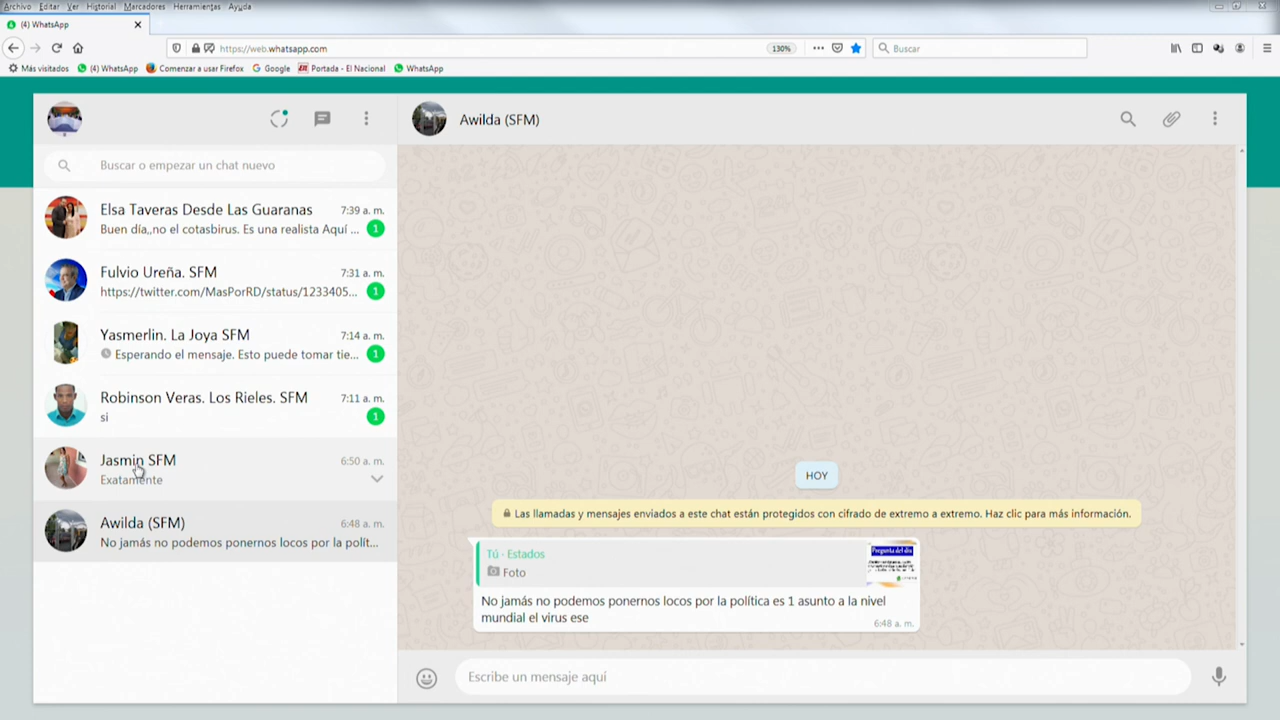 Archivo Editar Ver Historial Marcadores Herramientas Ayuda
(4) WhatsApp
https://web.whatsapp.com
130%
Buscar
Más visitados (4) WhatsApp Comenzar a usar Firefox Google Portada - El Nacional WhatsApp
Awilda (SFM)
Buscar o empezar un chat nuevo
Elsa Taveras Desde Las Guaranas 7:39 a. m.
Buen día,,no el cotasbirus. Es una realista Aquí ... 1
Fulvio Ureña. SFM 7:31 a. m.
https://twitter.com/MasPorRD/status/1233405... 1
Yasmerlin. La Joya SFM 7:14 a. m.
Esperando el mensaje. Esto puede tomar tie... 1
Robinson Veras. Los Rieles. SFM 7:11 a. m.
si 1
Jasmin SFM 6:50 a. m.
Exatamente
Awilda (SFM) 6:48 a. m.
No jamás no podemos ponernos locos por la polít...
HOY
Las llamadas y mensajes enviados a este chat están protegidos con cifrado de extremo a extremo. Haz clic para más información.
Tú · Estados
Foto
Pregunta del día
No jamás no podemos ponernos locos por la política es 1 asunto a la nivel
mundial el virus ese
6:48 a. m.
Escribe un mensaje aquí